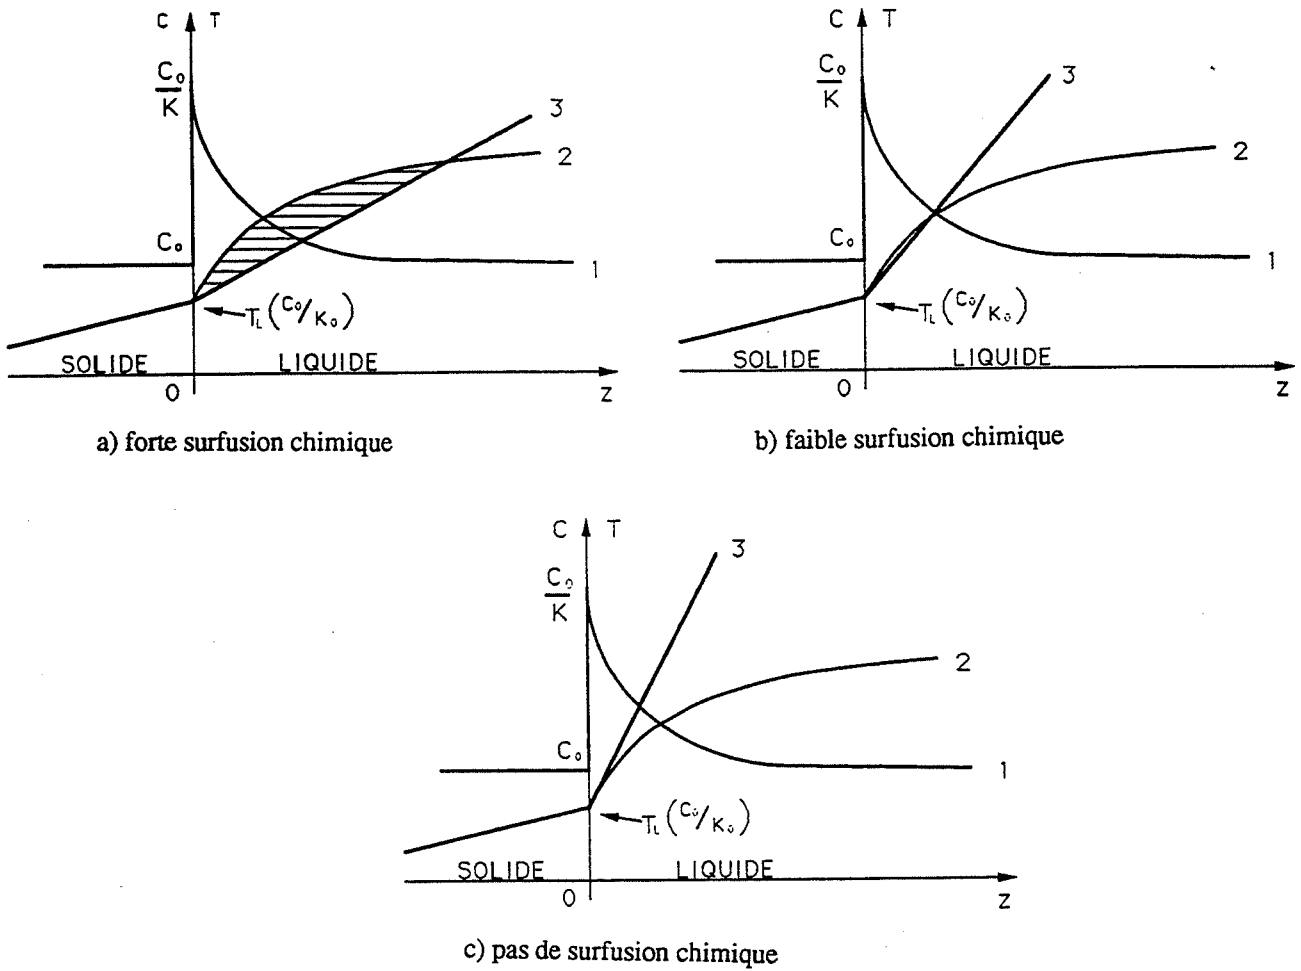 C T
C₀
K
3
2
C₀
1
T_L (C₀/K₀)
SOLIDE LIQUIDE
0
Z
a) forte surfusion chimique
C T
C₀
K
3
2
C₀
1
T_L (C₀/K₀)
SOLIDE LIQUIDE
0
Z
b) faible surfusion chimique
C T
C₀
K
3
2
C₀
1
T_L (C₀/K₀)
SOLIDE LIQUIDE
0
Z
c) pas de surfusion chimique